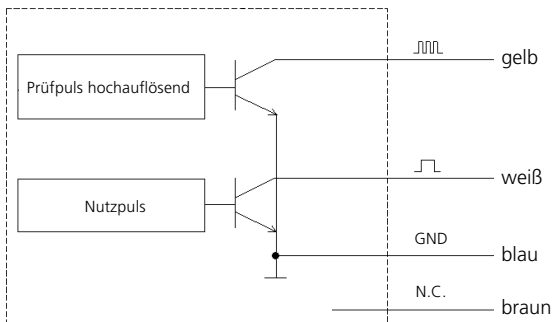 gelb
Prüfpuls hochauflösend
weiß
Nutzpuls
GND
blau
N.C.
braun